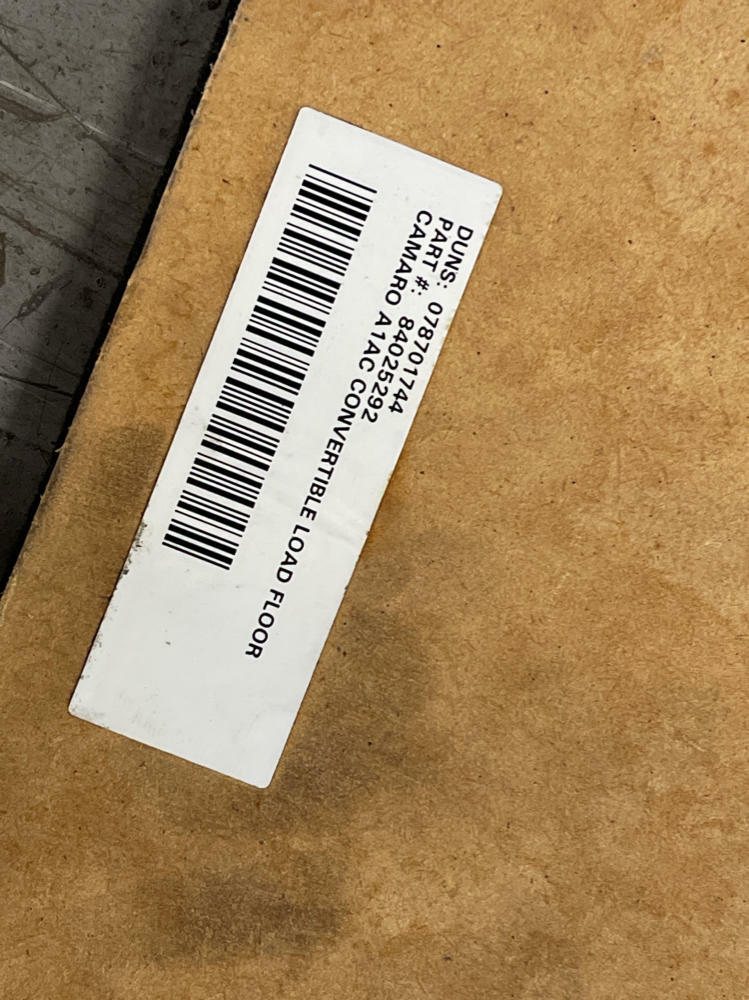 DUNS: 078701744
PART #: 84025292
CAMARO A1AC CONVERTIBLE LOAD FLOOR